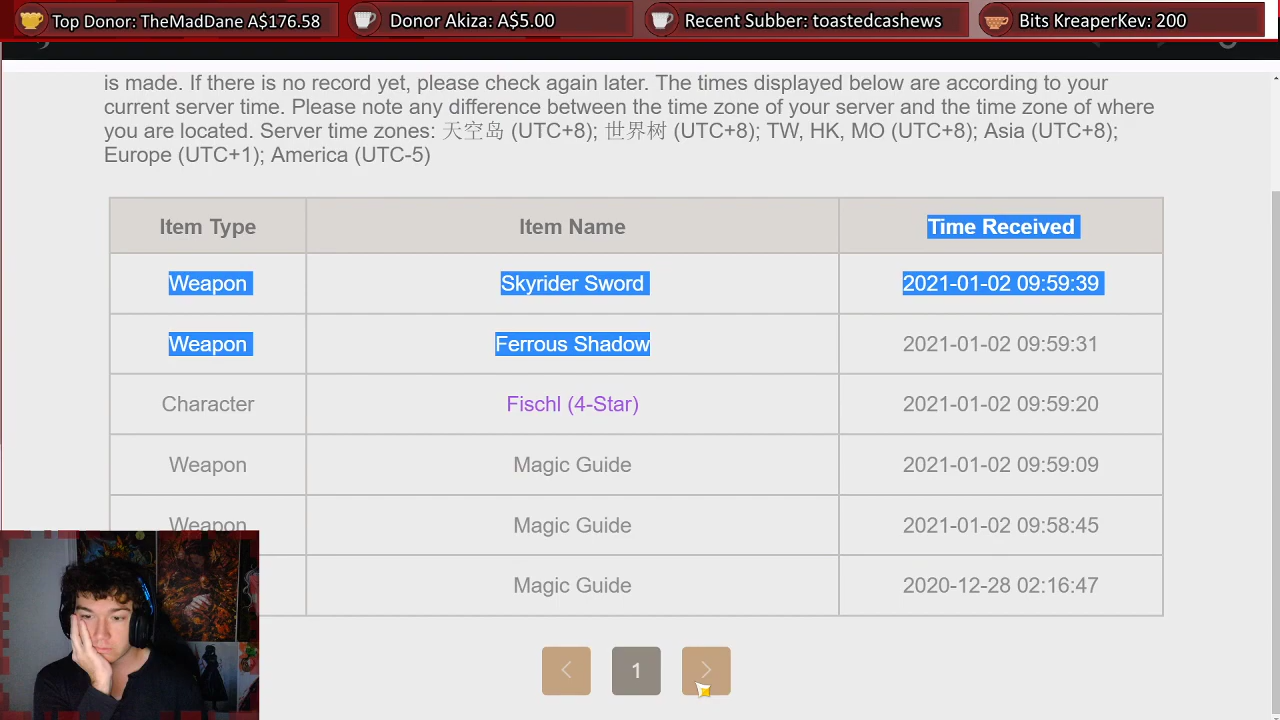 Top Donor: TheMadDane A$176.58
Donor Akiza: A$5.00
Recent Subber: toastedcashews
Bits KreaperKev: 200
is made. If there is no record yet, please check again later. The times displayed below are according to your
current server time. Please note any difference between the time zone of your server and the time zone of where
you are located. Server time zones: 天空岛 (UTC+8); 世界树 (UTC+8); TW, HK, MO (UTC+8); Asia (UTC+8);
Europe (UTC+1); America (UTC-5)
Item Type Item Name Time Received
Weapon Skyrider Sword 2021-01-02 09:59:39
Weapon Ferrous Shadow 2021-01-02 09:59:31
Character Fischl (4-Star) 2021-01-02 09:59:20
Weapon Magic Guide 2021-01-02 09:59:09
Weapon Magic Guide 2021-01-02 09:58:45
Magic Guide 2020-12-28 02:16:47
1